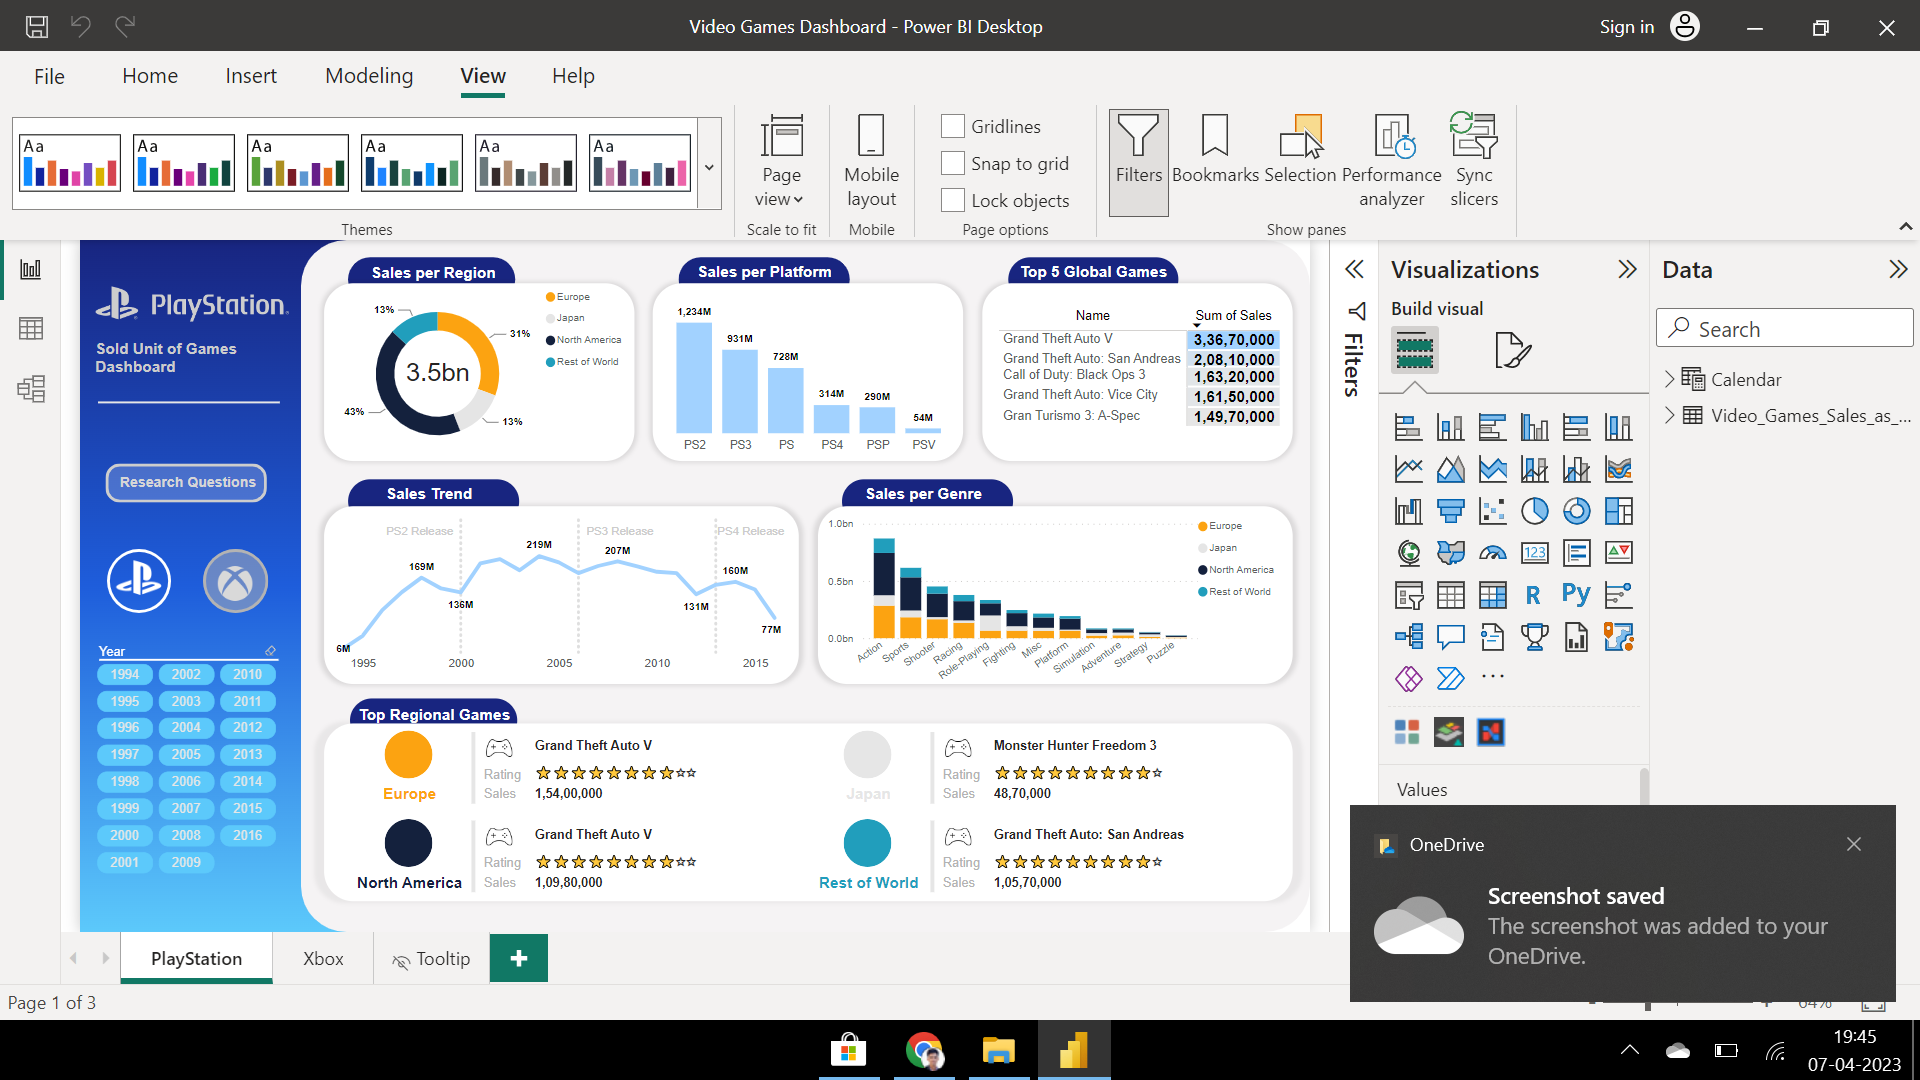 Video Games Dashboard - Power BI Desktop
Sign in
File Home Insert Modeling View Help
Aa Aa Aa Aa Aa Aa
Page view
Mobile layout
Gridlines
Snap to grid
Lock objects
Filters
Bookmarks
Selection
Performance analyzer
Sync slicers
Themes
Scale to fit
Mobile
Page options
Show panes
PlayStation.
Sold Unit of Games
Dashboard
Research Questions
Year
1994 2002 2010
1995 2003 2011
1996 2004 2012
1997 2005 2013
1998 2006 2014
1999 2007 2015
2000 2008 2016
2001 2009
Sales per Region
13%
31%
3.5bn
43%
13%
Europe
Japan
North America
Rest of World
Sales per Platform
1,234M
931M
728M
314M
290M
54M
PS2 PS3 PS PS4 PSP PSV
Top 5 Global Games
Name Sum of Sales
Grand Theft Auto V 3,36,70,000
Grand Theft Auto: San Andreas 2,08,10,000
Call of Duty: Black Ops 3 1,63,20,000
Grand Theft Auto: Vice City 1,61,50,000
Gran Turismo 3: A-Spec 1,49,70,000
Sales Trend
PS2 Release PS3 Release PS4 Release
219M
207M
169M
160M
136M
131M
77M
6M
1995 2000 2005 2010 2015
Sales per Genre
1.0bn
0.5bn
0.0bn
Action Sports Shooter Racing Role-Playing Fighting Misc Platform Simulation Adventure Strategy Puzzle
Europe
Japan
North America
Rest of World
Top Regional Games
Europe
Grand Theft Auto V
Rating
Sales 1,54,00,000
Japan
Monster Hunter Freedom 3
Rating
Sales 48,70,000
North America
Grand Theft Auto V
Rating
Sales 1,09,80,000
Rest of World
Grand Theft Auto: San Andreas
Rating
Sales 1,05,70,000
Filters
Visualizations
Build visual
123
R Py
Values
Data
Search
Calendar
Video_Games_Sales_as_...
OneDrive
Screenshot saved
The screenshot was added to your
OneDrive.
PlayStation Xbox Tooltip
Page 1 of 3
64%
19:45
07-04-2023